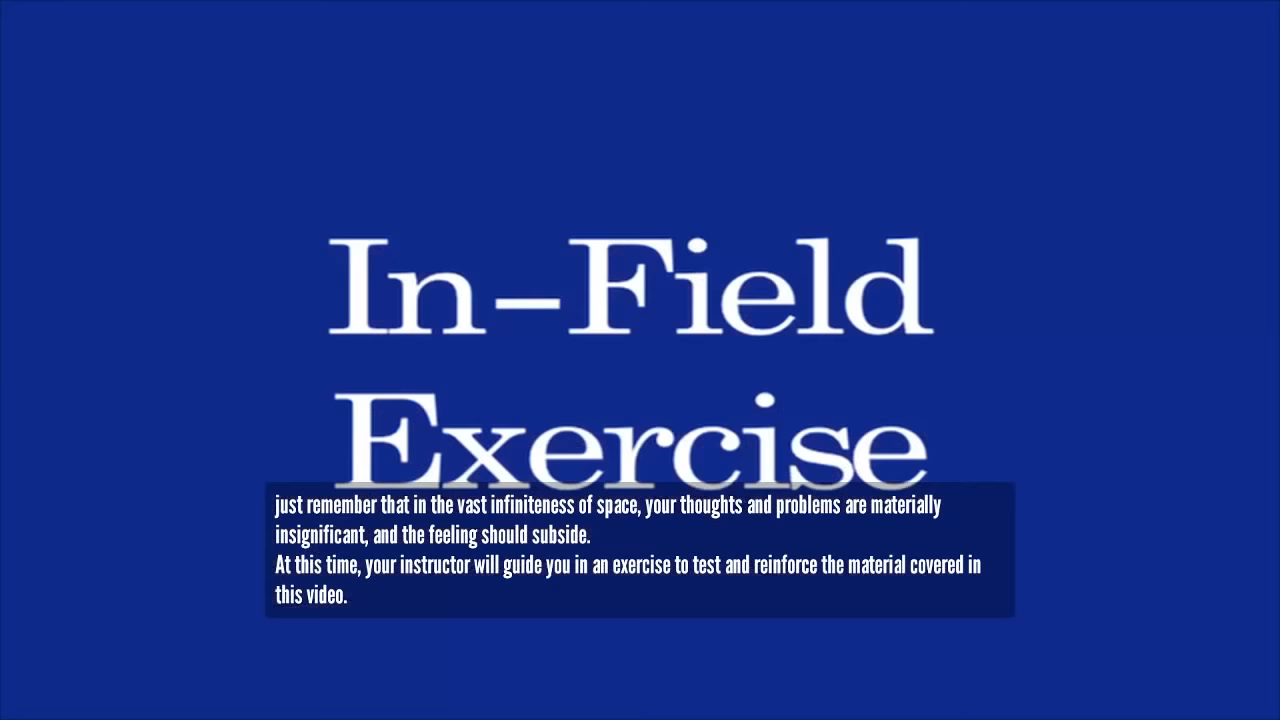 In-Field
Exercise
just remember that in the vast infiniteness of space, your thoughts and problems are materially
insignificant, and the feeling should subside.
At this time, your instructor will guide you in an exercise to test and reinforce the material covered in
this video.